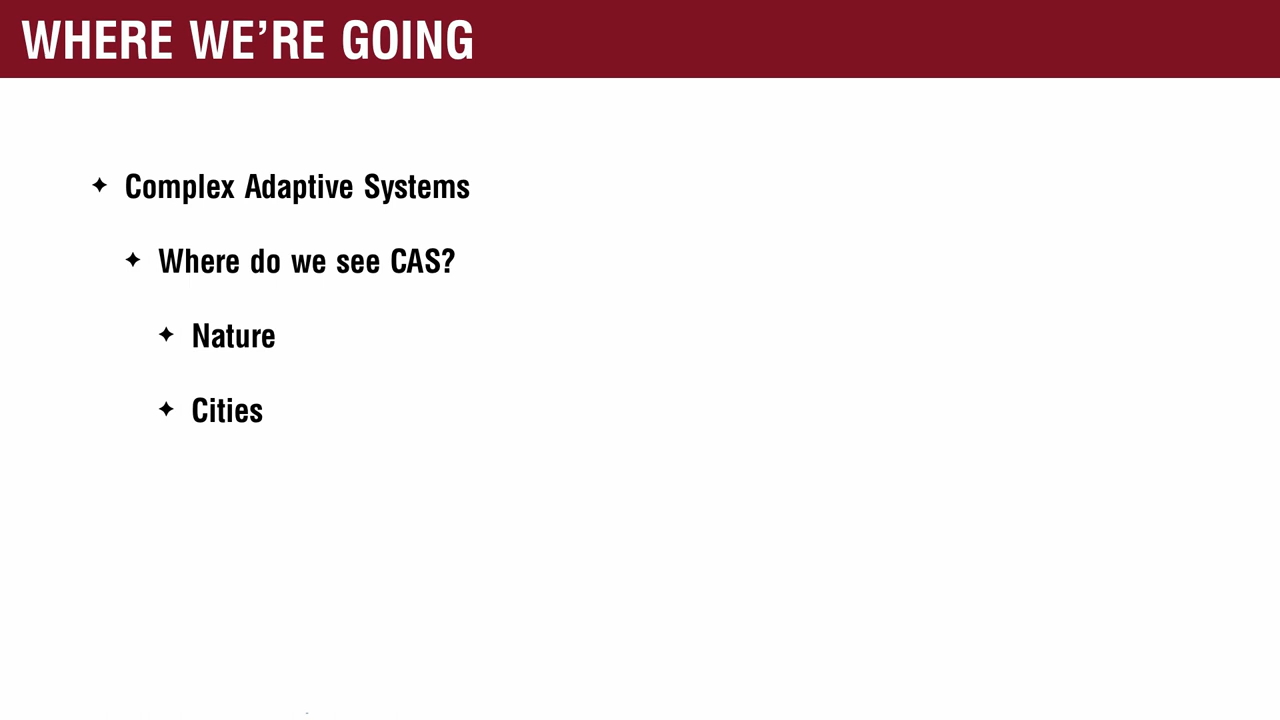 WHERE WE’RE GOING
✦ Complex Adaptive Systems
✦ Where do we see CAS?
✦ Nature
✦ Cities